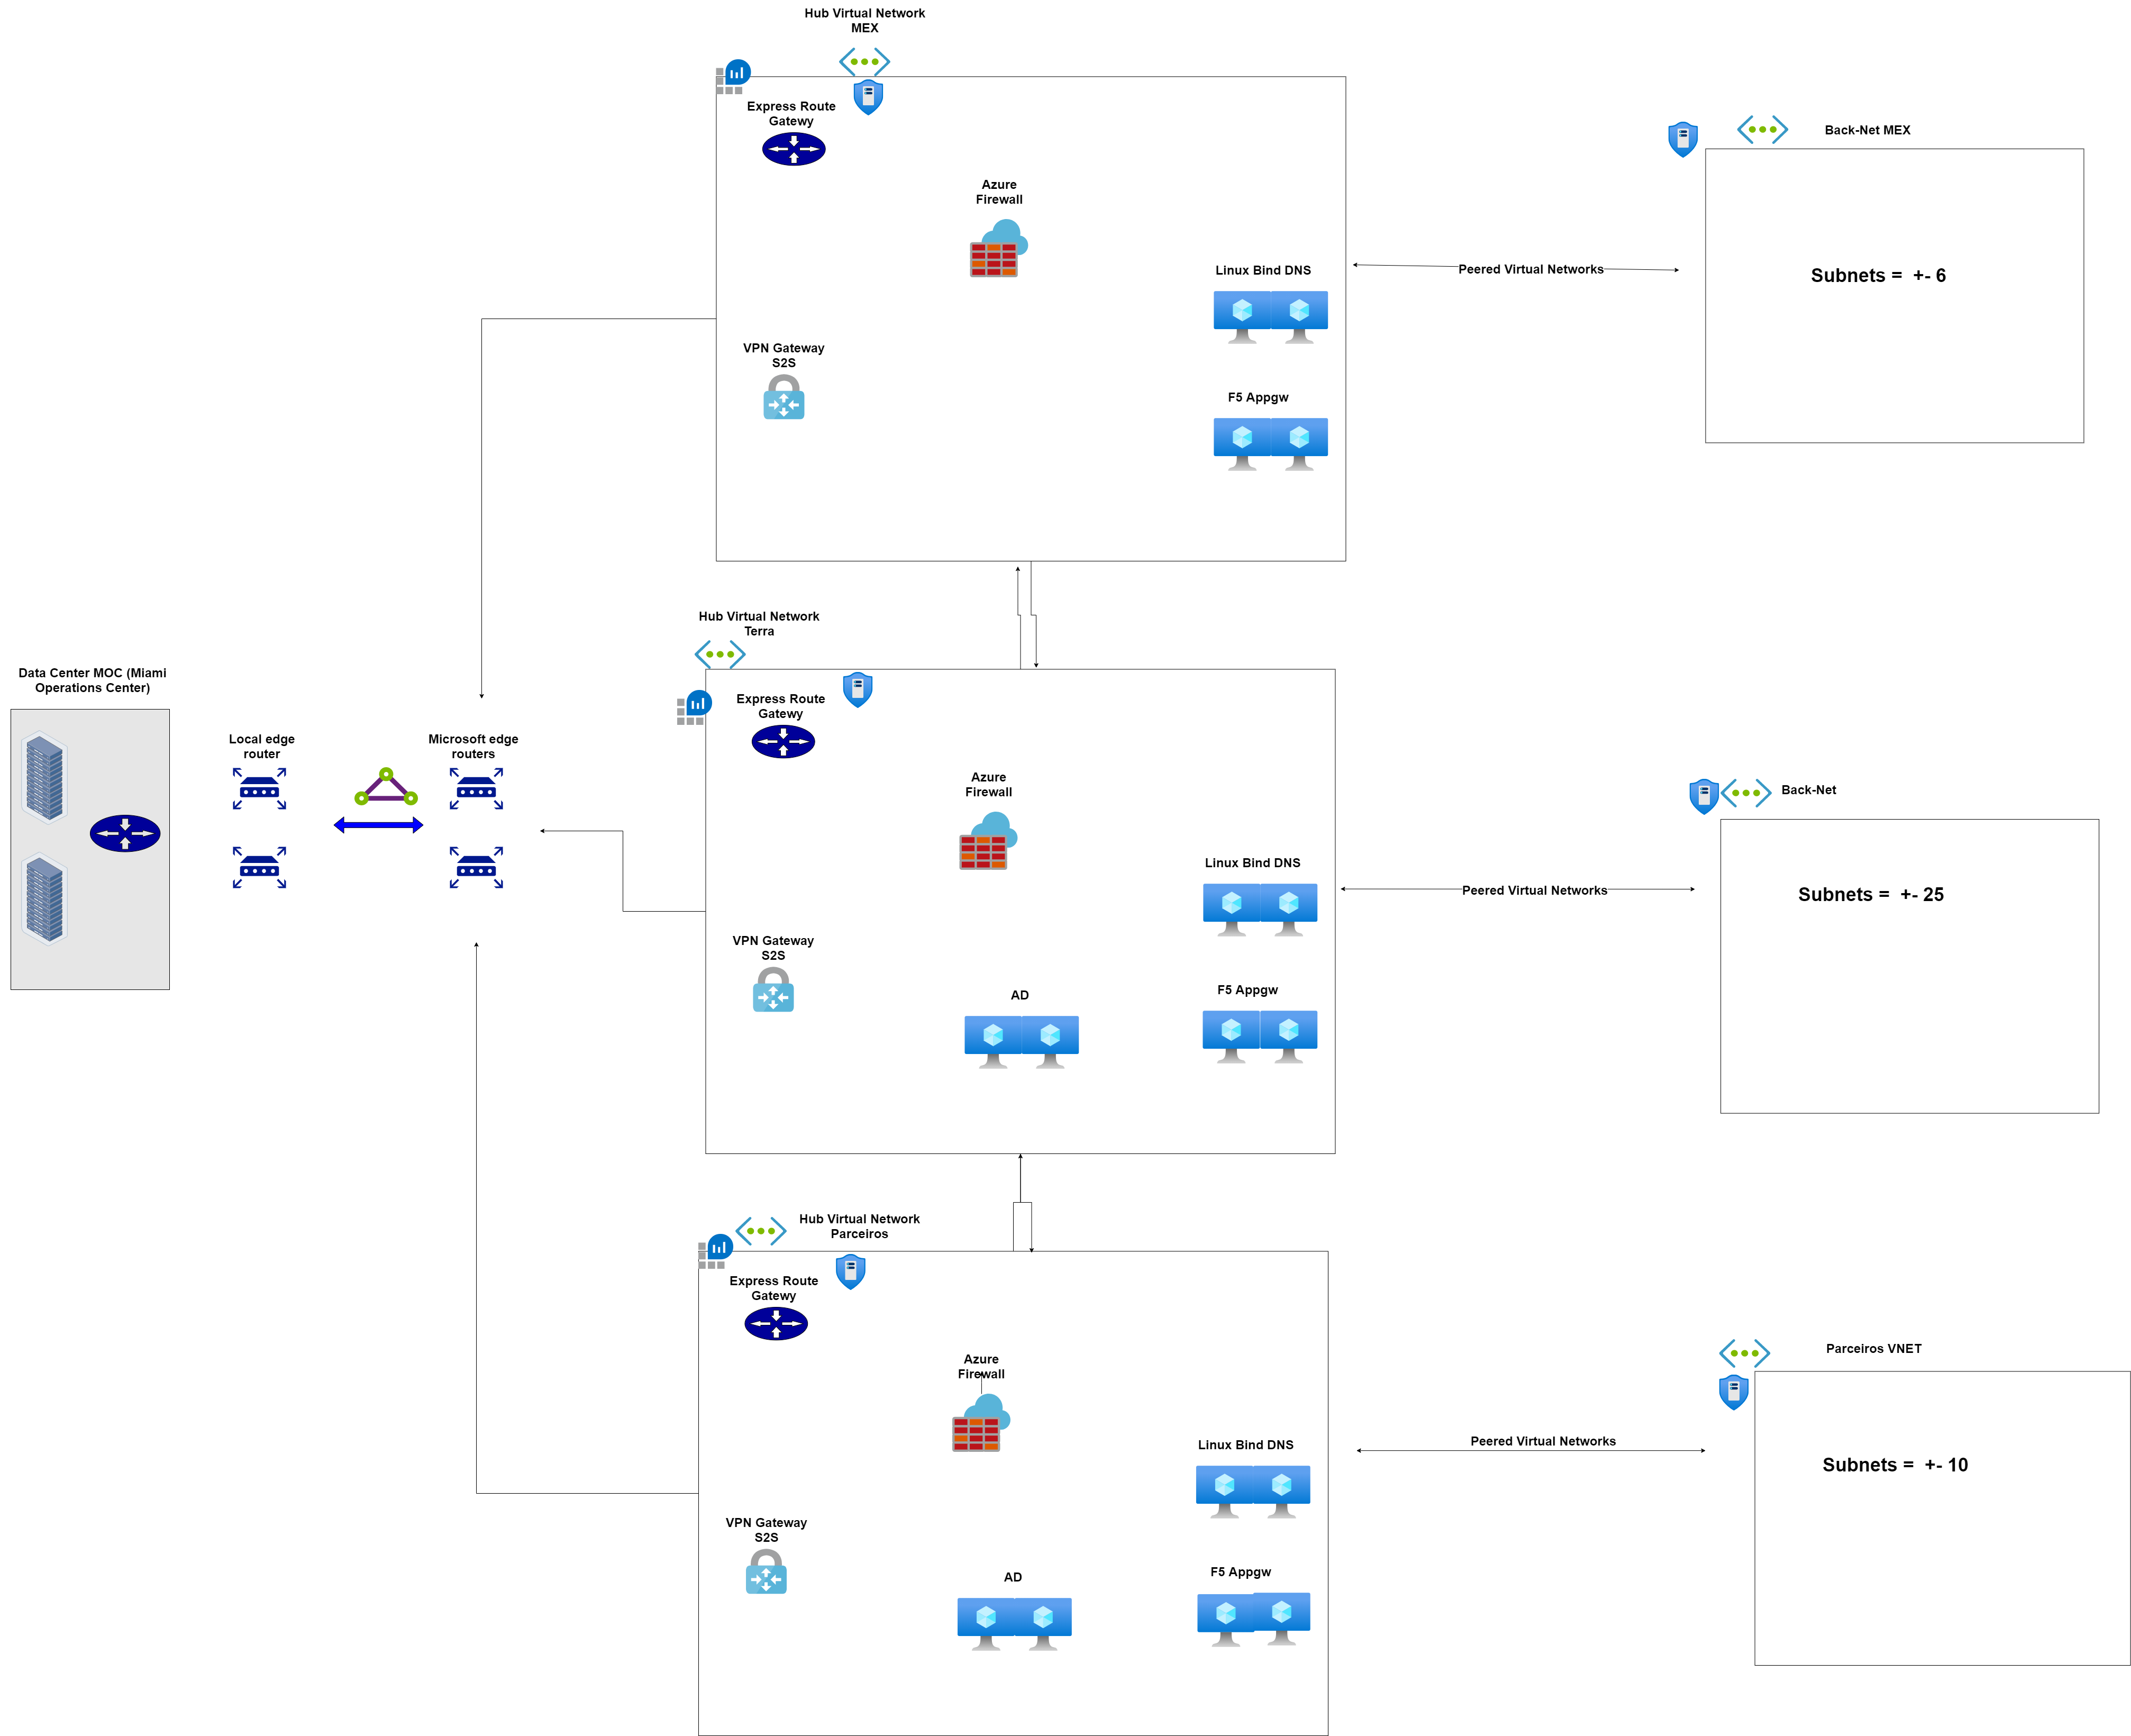 Hub Virtual Network
MEX
Express Route
Gatewy
Azure
Firewall
Linux Bind DNS
VPN Gateway
S2S
F5 Appgw
Peered Virtual Networks
Back-Net MEX
Subnets =  +- 6
Hub Virtual Network
Terra
Data Center MOC (Miami
Operations Center)
Local edge
router
Microsoft edge
routers
Express Route
Gatewy
Azure
Firewall
Linux Bind DNS
VPN Gateway
S2S
AD
F5 Appgw
Peered Virtual Networks
Back-Net
Subnets =  +- 25
Hub Virtual Network
Parceiros
Express Route
Gatewy
Azure
Firewall
Linux Bind DNS
VPN Gateway
S2S
AD
F5 Appgw
Peered Virtual Networks
Parceiros VNET
Subnets =  +- 10